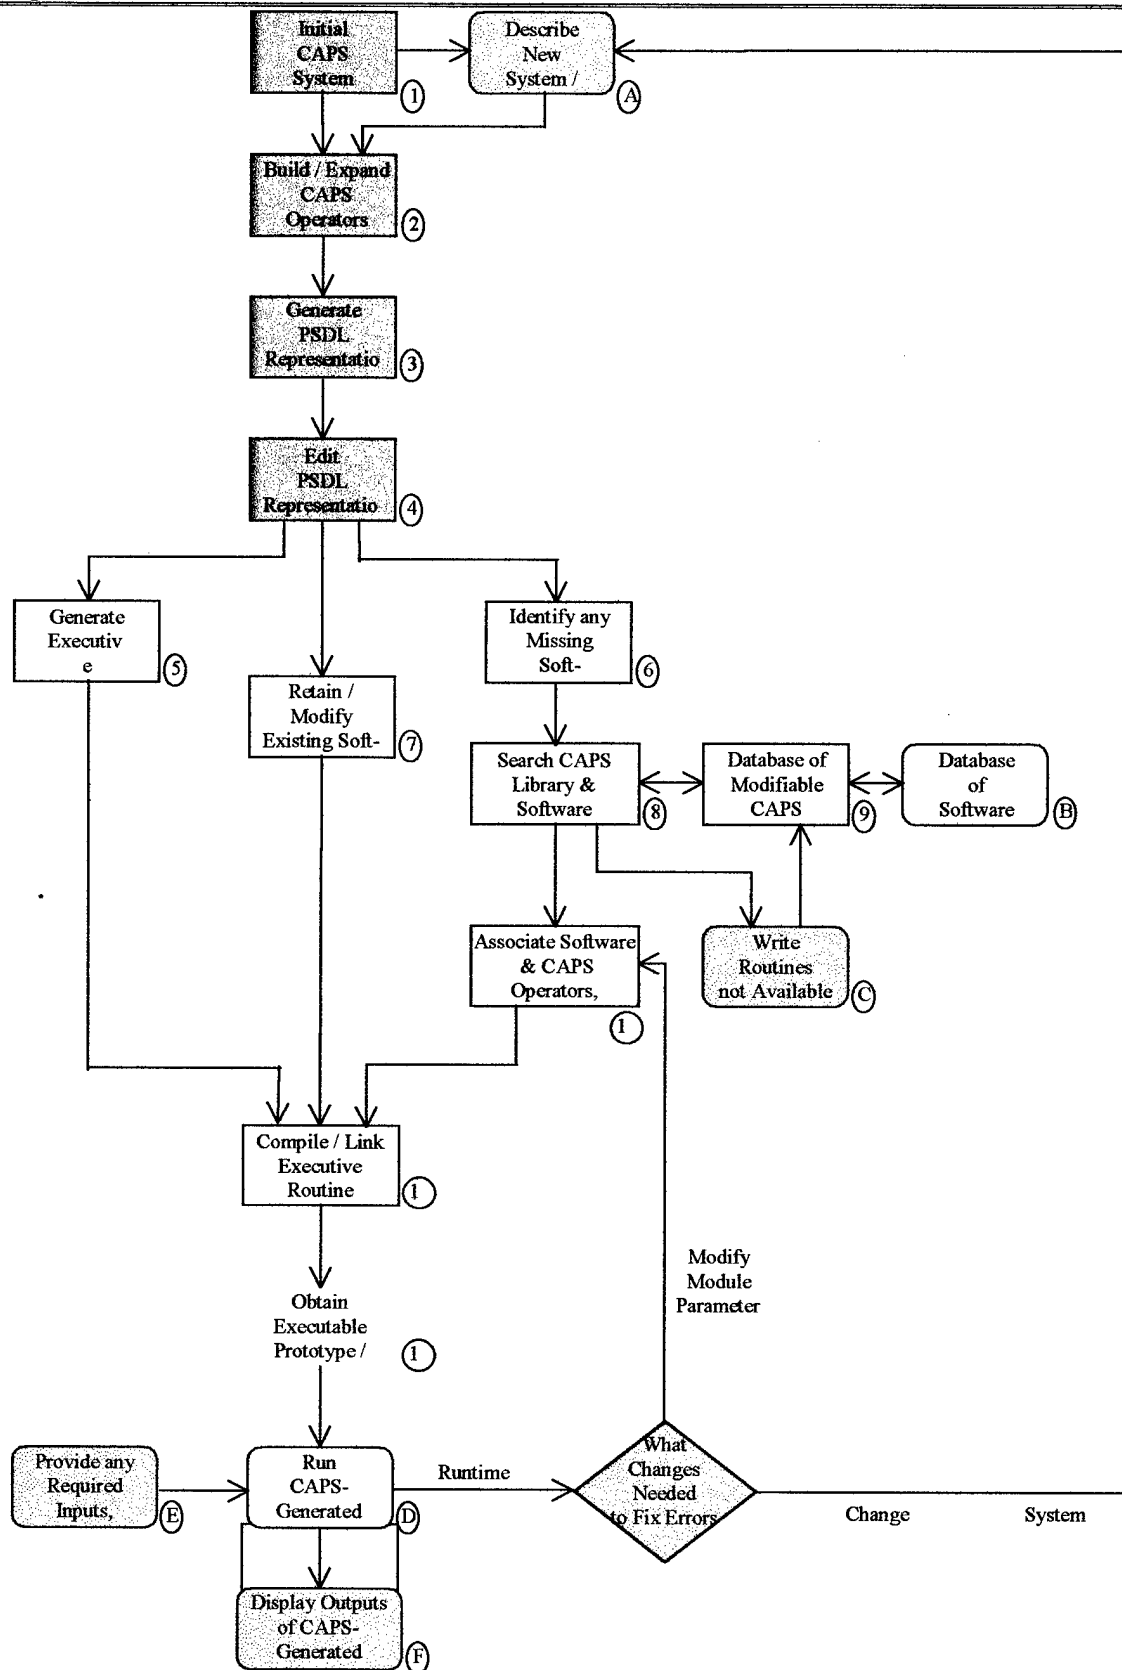 Initial
CAPS
System
1
Describe
New
System /
A
Build / Expand
CAPS
Operators
2
Generate
PSDL
Representatio
3
Edit
PSDL
Representatio
4
Generate
Executiv
e
5
Identify any
Missing
Soft-
6
Retain /
Modify
Existing Soft-
7
Search CAPS
Library &
Software
8
Database of
Modifiable
CAPS
9
Database
of
Software
B
Associate Software
& CAPS
Operators,
1
Write
Routines
not Available
C
Compile / Link
Executive
Routine
1
Modify
Module
Parameter
Obtain
Executable
Prototype /
1
Provide any
Required
Inputs,
E
Run
CAPS-
Generated
D
Runtime
What
Changes
Needed
to Fix Errors
Change System
Display Outputs
of CAPS-
Generated
F